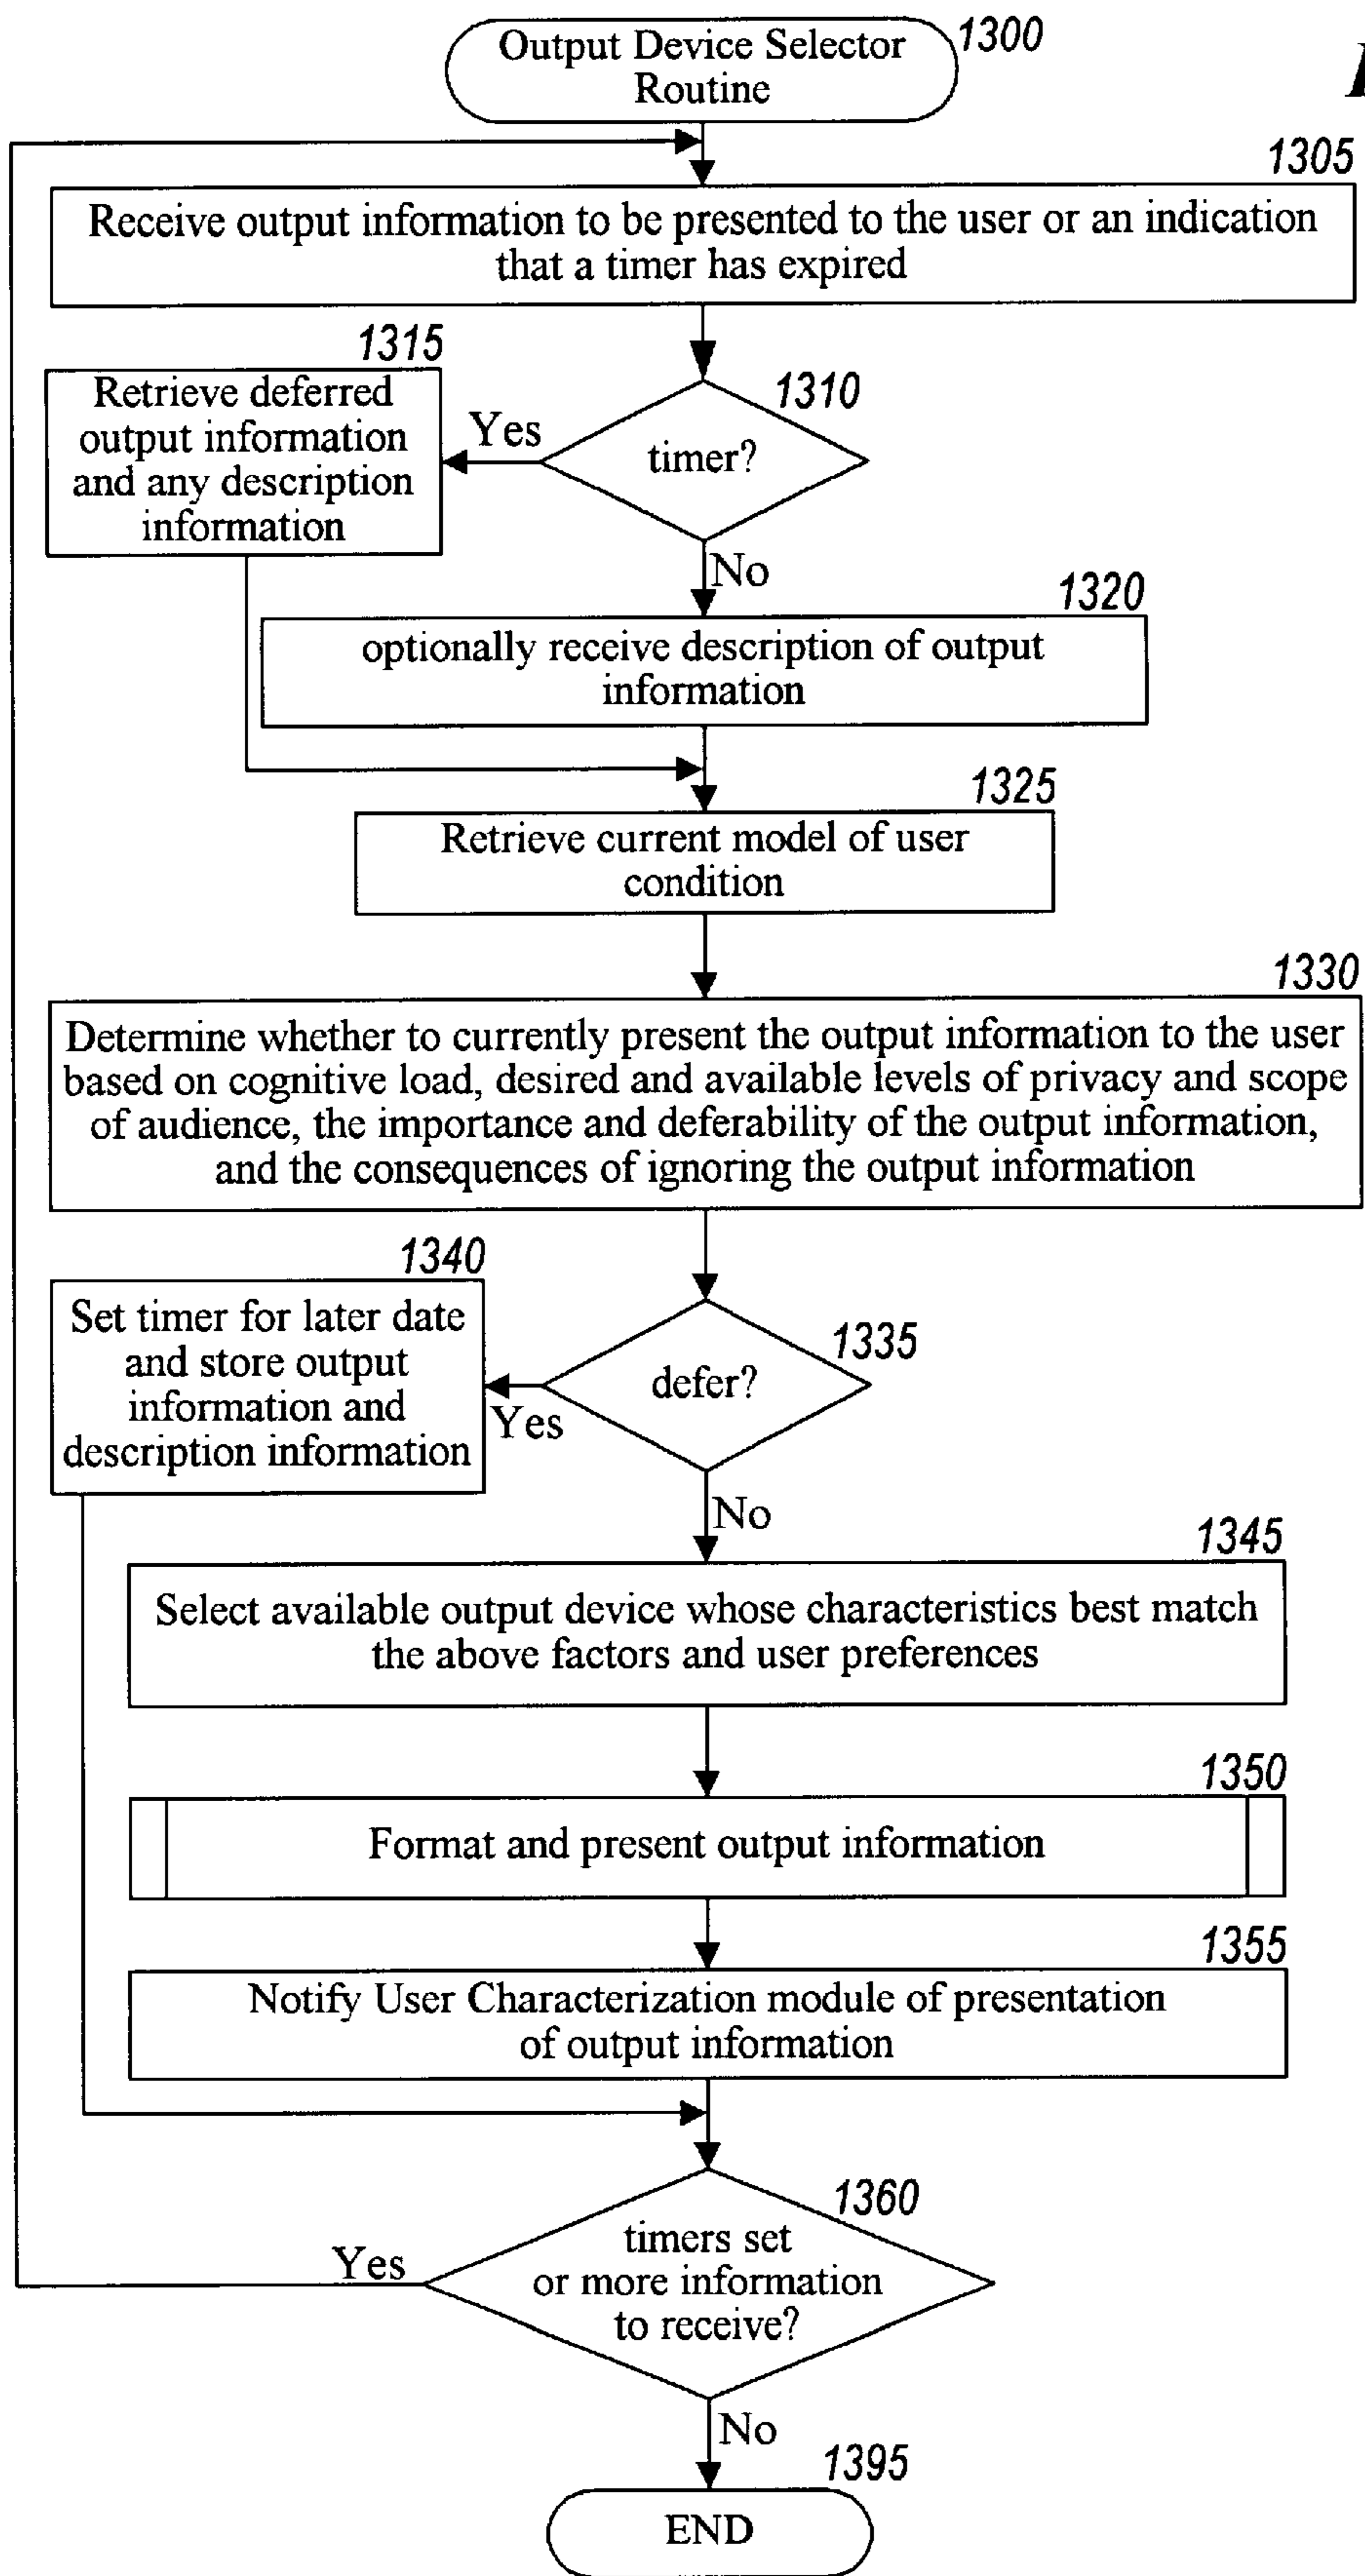 Output Device Selector
Routine
1300
1305
Receive output information to be presented to the user or an indication
that a timer has expired
1315
Retrieve deferred
output information
and any description
information
Yes
1310
timer?
No
1320
optionally receive description of output
information
1325
Retrieve current model of user
condition
1330
Determine whether to currently present the output information to the user
based on cognitive load, desired and available levels of privacy and scope
of audience, the importance and deferability of the output information,
and the consequences of ignoring the output information
1340
Set timer for later date
and store output
information and
description information
Yes
1335
defer?
No
1345
Select available output device whose characteristics best match
the above factors and user preferences
1350
Format and present output information
1355
Notify User Characterization module of presentation
of output information
1360
timers set
or more information
to receive?
Yes
No
1395
END